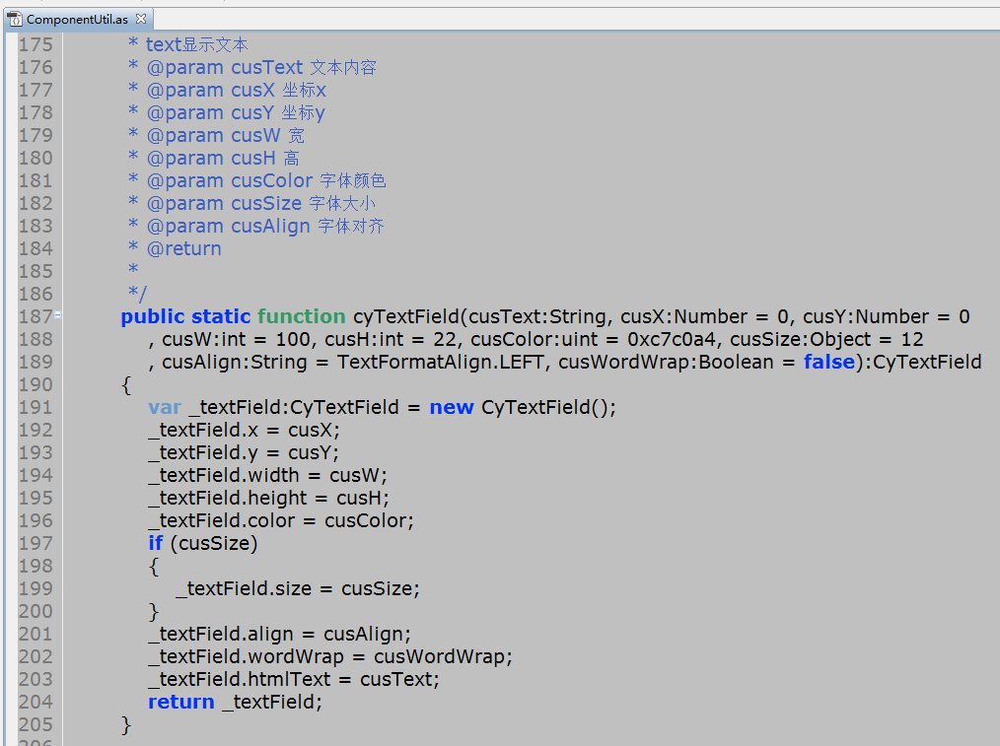 ComponentUtil.as
175 * text显示文本
176 * @param cusText 文本内容
177 * @param cusX 坐标x
178 * @param cusY 坐标y
179 * @param cusW 宽
180 * @param cusH 高
181 * @param cusColor 字体颜色
182 * @param cusSize 字体大小
183 * @param cusAlign 字体对齐
184 * @return
185 *
186 */
187 public static function cyTextField(cusText:String, cusX:Number = 0, cusY:Number = 0
188 , cusW:int = 100, cusH:int = 22, cusColor:uint = 0xc7c0a4, cusSize:Object = 12
189 , cusAlign:String = TextFormatAlign.LEFT, cusWordWrap:Boolean = false):CyTextField
190 {
191 var _textField:CyTextField = new CyTextField();
192 _textField.x = cusX;
193 _textField.y = cusY;
194 _textField.width = cusW;
195 _textField.height = cusH;
196 _textField.color = cusColor;
197 if (cusSize)
198 {
199 _textField.size = cusSize;
200 }
201 _textField.align = cusAlign;
202 _textField.wordWrap = cusWordWrap;
203 _textField.htmlText = cusText;
204 return _textField;
205 }